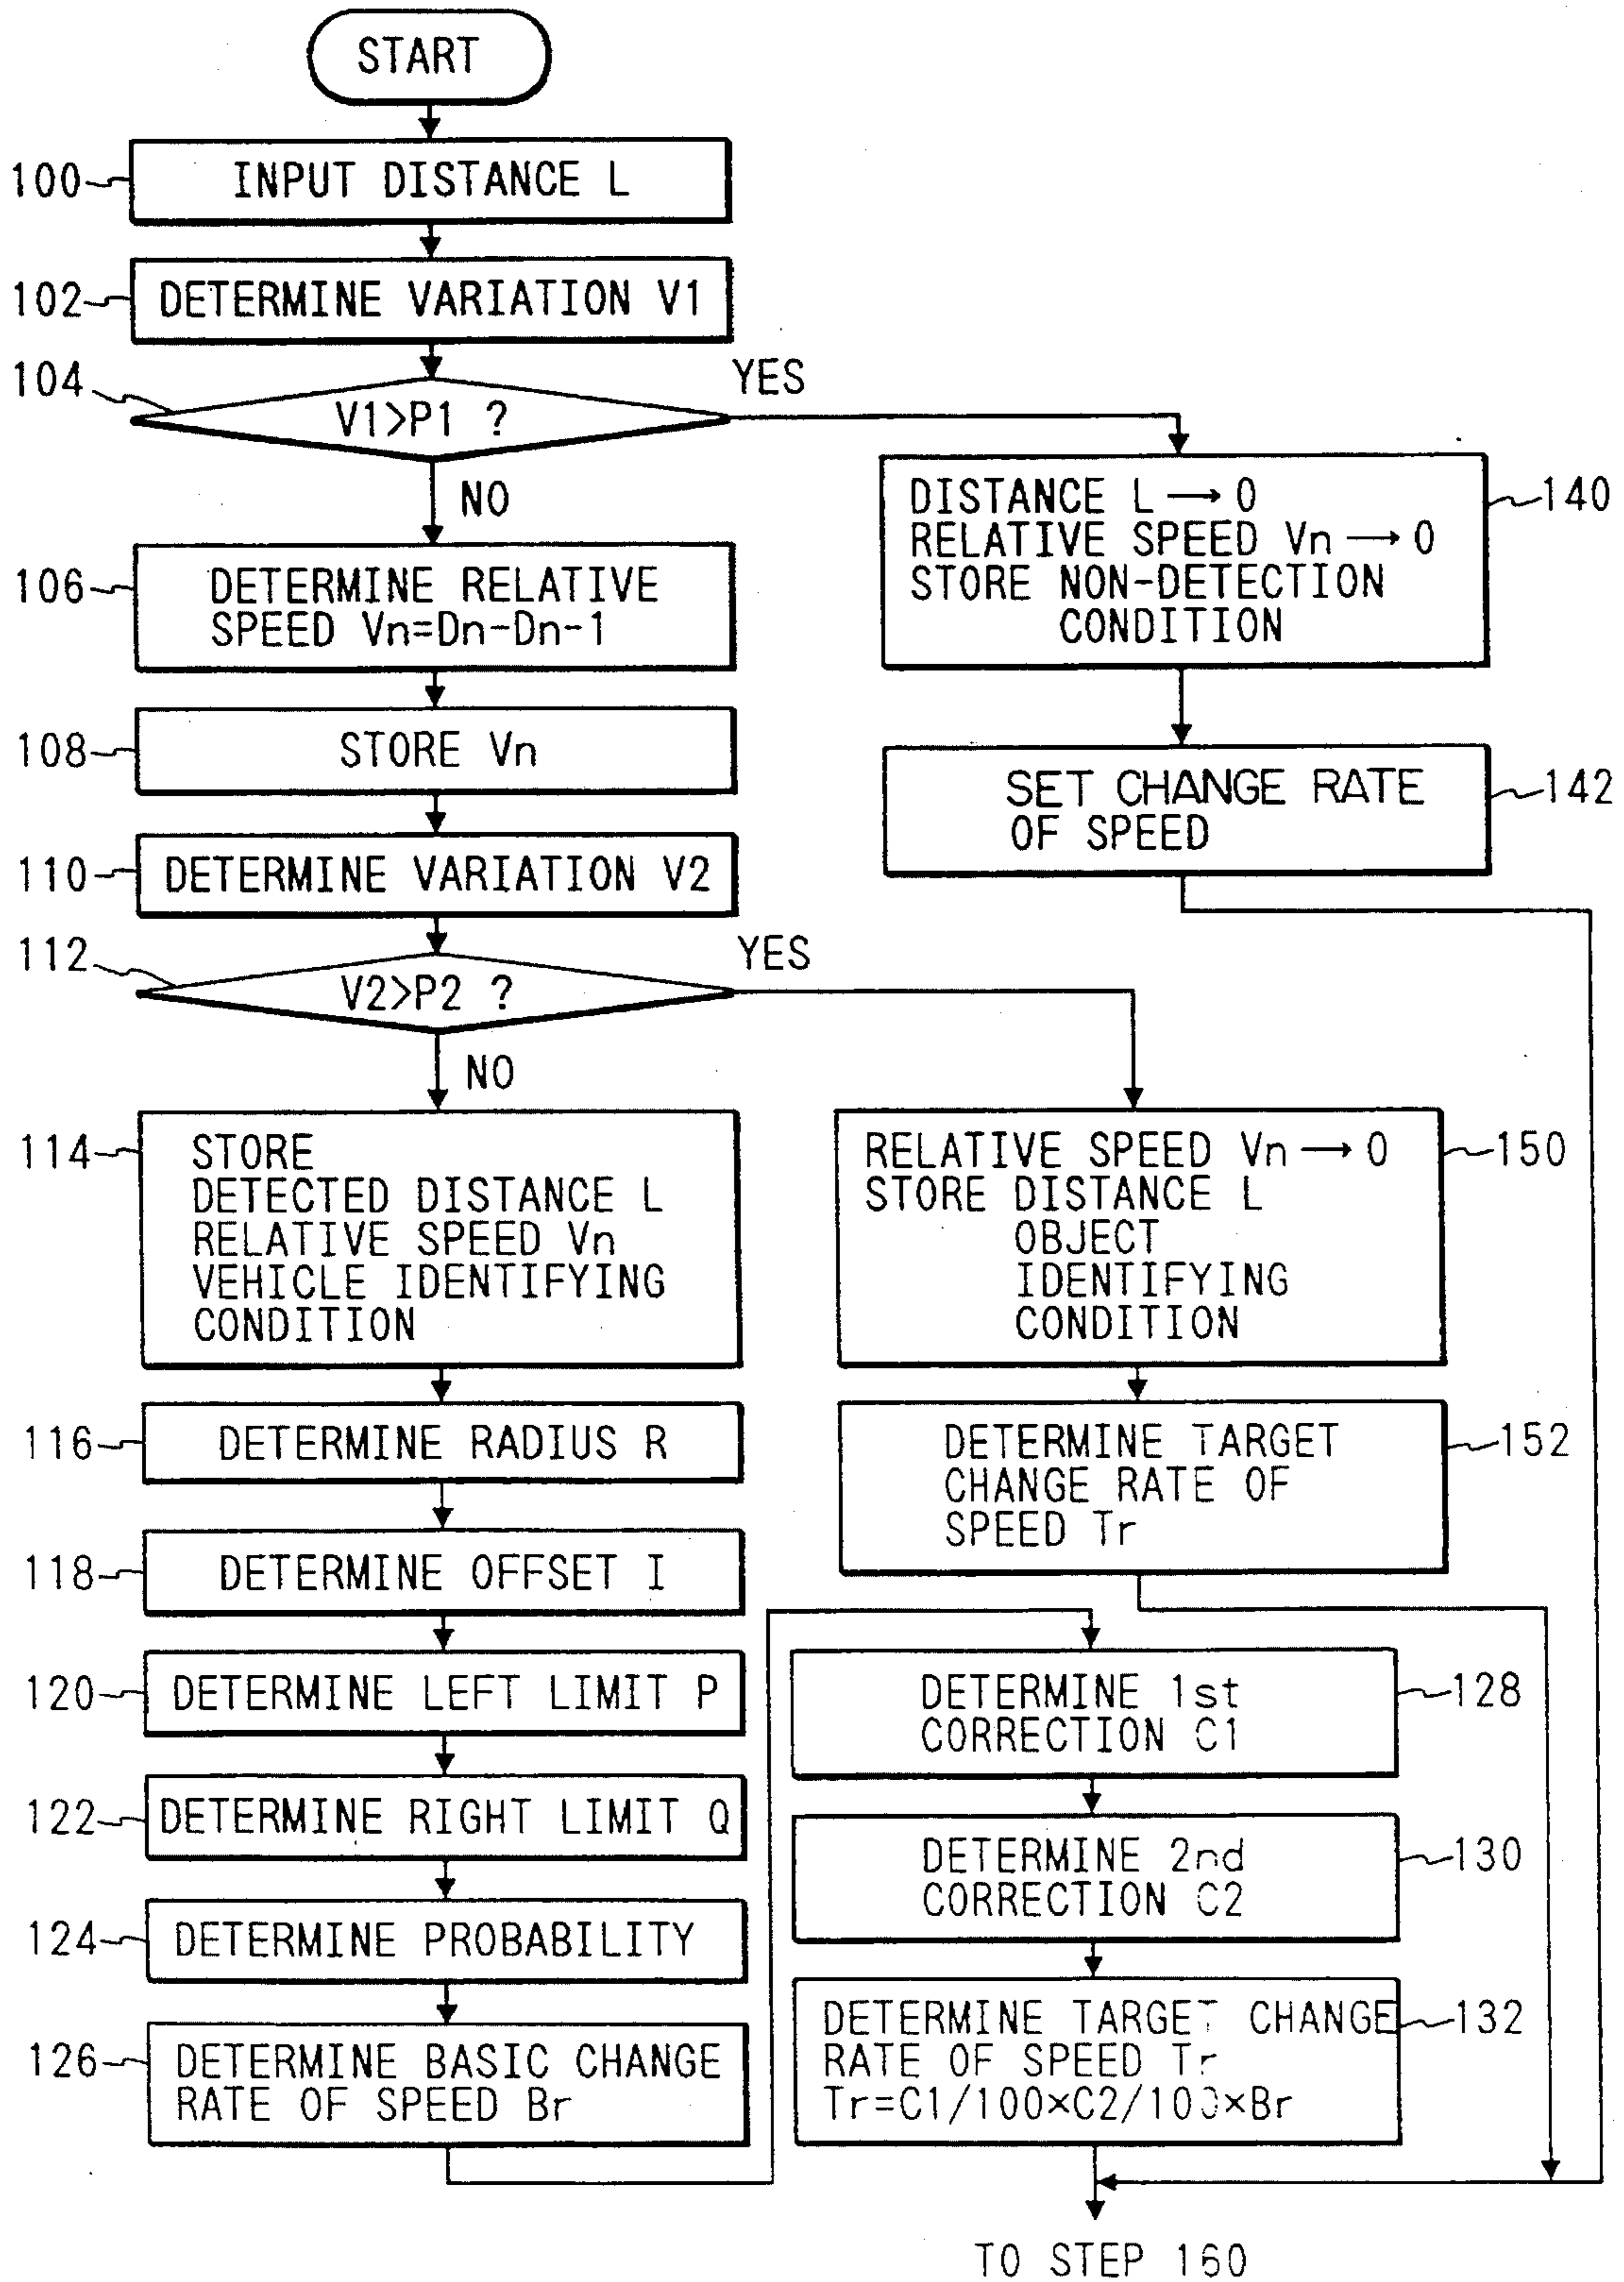 START
100
INPUT DISTANCE L
102
DETERMINE VARIATION V1
104
V1>P1 ?
YES
NO
140
DISTANCE L → 0
RELATIVE SPEED Vn → 0
STORE NON-DETECTION
CONDITION
106
DETERMINE RELATIVE
SPEED Vn=Dn-Dn-1
142
SET CHANGE RATE
OF SPEED
108
STORE Vn
110
DETERMINE VARIATION V2
112
V2>P2 ?
YES
NO
114
STORE
DETECTED DISTANCE L
RELATIVE SPEED Vn
VEHICLE IDENTIFYING
CONDITION
150
RELATIVE SPEED Vn → 0
STORE DISTANCE L
OBJECT
IDENTIFYING
CONDITION
116
DETERMINE RADIUS R
152
DETERMINE TARGET
CHANGE RATE OF
SPEED Tr
118
DETERMINE OFFSET I
120
DETERMINE LEFT LIMIT P
122
DETERMINE RIGHT LIMIT Q
124
DETERMINE PROBABILITY
126
DETERMINE BASIC CHANGE
RATE OF SPEED Br
128
DETERMINE 1st
CORRECTION C1
130
DETERMINE 2nd
CORRECTION C2
132
DETERMINE TARGET CHANGE
RATE OF SPEED Tr
Tr=C1/100×C2/100×Br
TO STEP 160